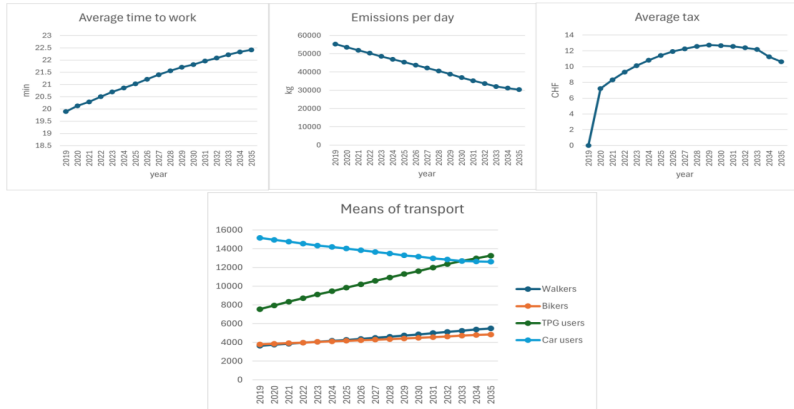 Average time to work
23
22.5
22
21.5
21
20.5
20
19.5
19
18.5
min
2019 2020 2021 2022 2023 2024 2025 2026 2027 2028 2029 2030 2031 2032 2033 2034 2035
year
Emissions per day
60000
50000
40000
30000
20000
10000
0
kg
2019 2020 2021 2022 2023 2024 2025 2026 2027 2028 2029 2030 2031 2032 2033 2034 2035
year
Average tax
14
12
10
8
6
4
2
0
CHF
2019 2020 2021 2022 2023 2024 2025 2026 2027 2028 2029 2030 2031 2032 2033 2034 2035
year
Means of transport
16000
14000
12000
10000
8000
6000
4000
2000
0
2019 2020 2021 2022 2023 2024 2025 2026 2027 2028 2029 2030 2031 2032 2033 2034 2035
Walkers
Bikers
TPG users
Car users